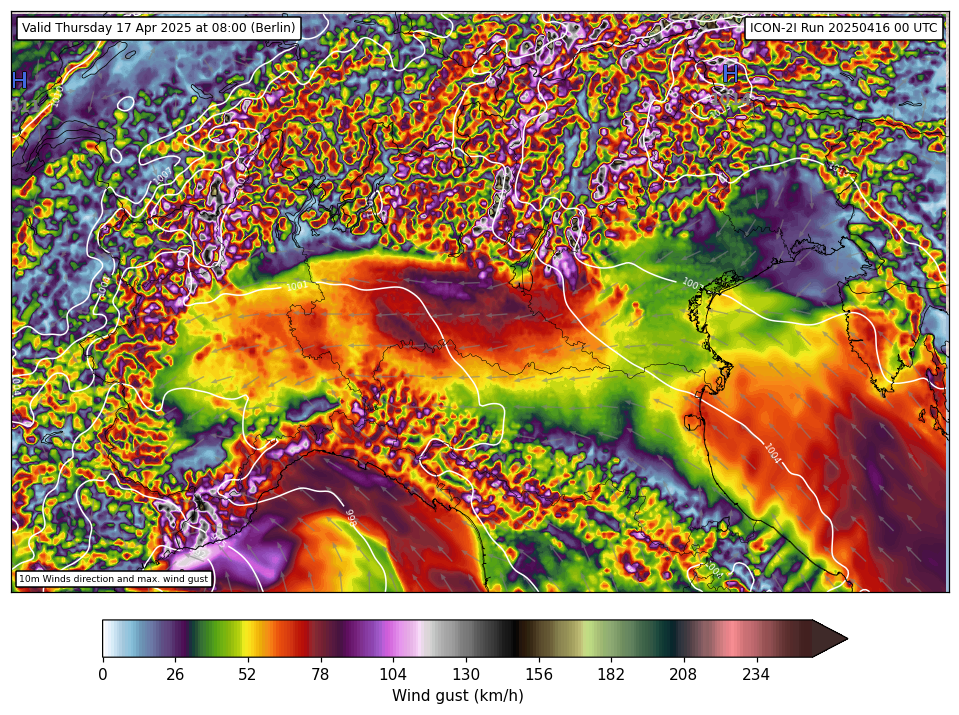 Valid Thursday 17 Apr 2025 at 08:00 (Berlin)
ICON-2I Run 20250416 00 UTC
H
H
1001
1004
998
1004
10m Winds direction and max. wind gust
0 26 52 78 104 130 156 182 208 234
Wind gust (km/h)